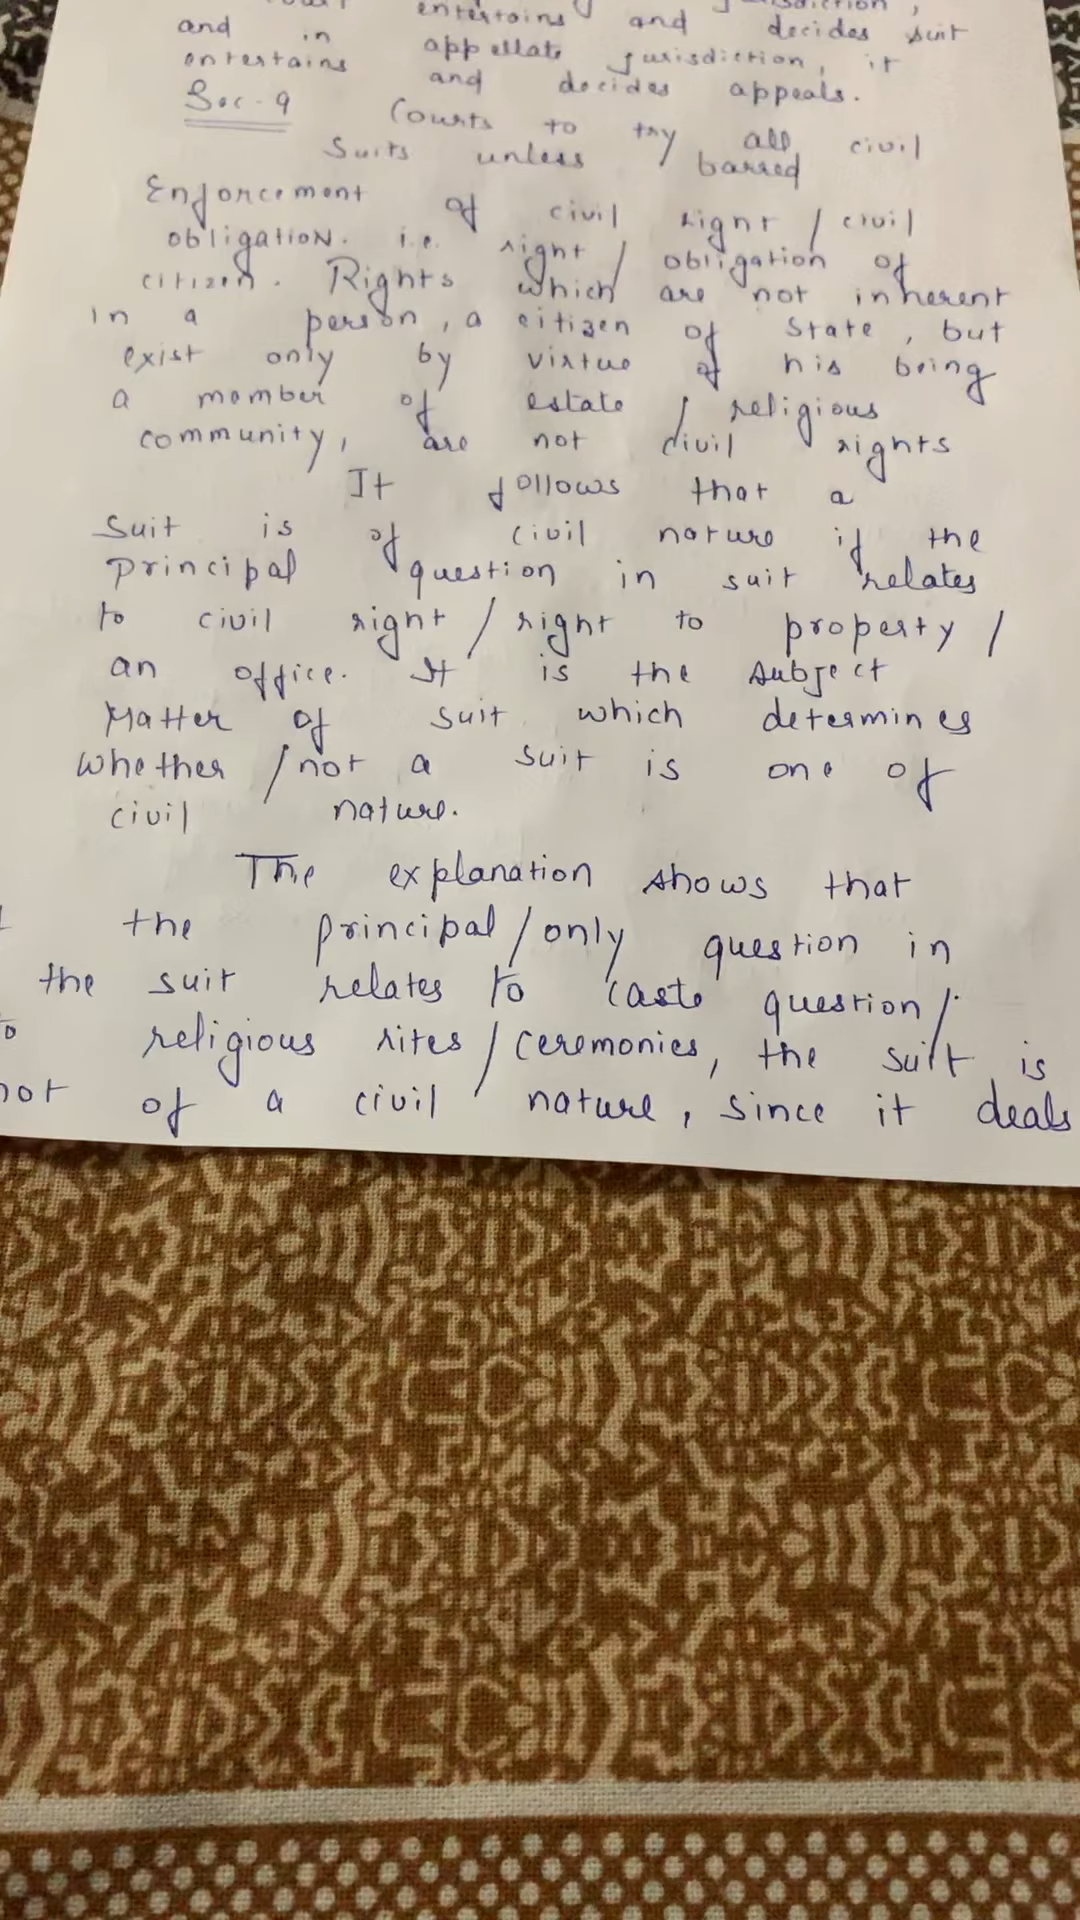 entertains and decides suit
and in appellate jurisdiction, it
entertains and decides appeals.
Sec-9 Courts to try all civil
suits unless barred
Enforcement of civil right / civil
obligation. i.e. right / obligation of
citizen. Rights which are not inherent
in a person, a citizen of State, but
exist only by virtue of his being
a member of estate / religious
community, are not civil rights
It follows that a
suit is of civil nature if the
principal question in suit relates
to civil right / right to property /
an office. It is the subject
Matter of suit which determines
whether / not a suit is one of
civil nature.
The explanation shows that
the principal / only question in
the suit relates to caste question /
religious rites / ceremonies, the suit is
not of a civil nature, since it deals